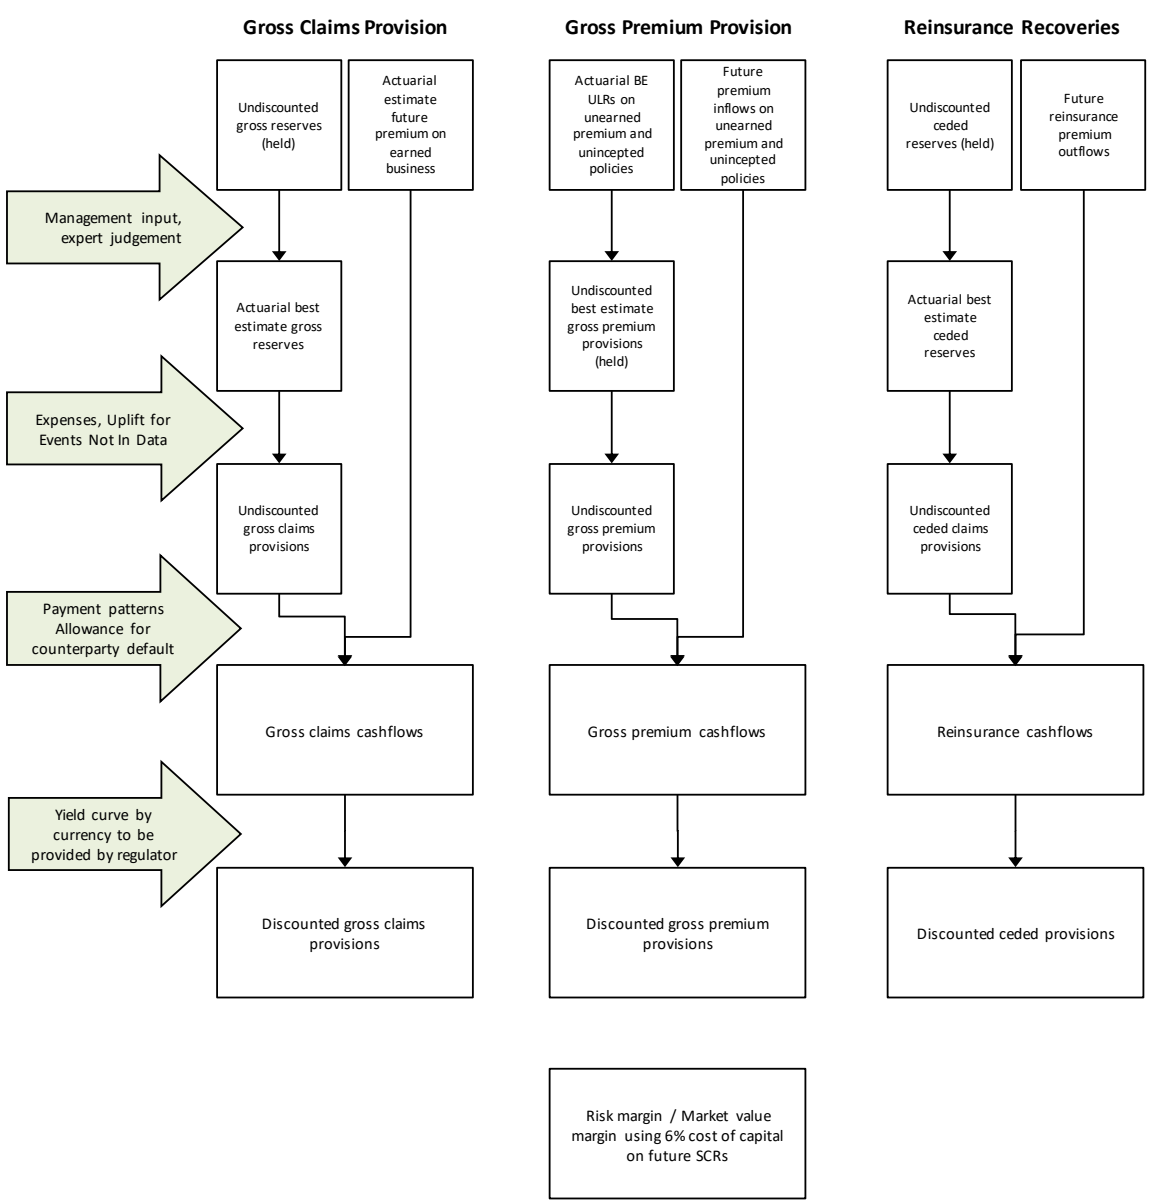 Gross Claims Provision
Gross Premium Provision
Reinsurance Recoveries
Undiscounted
gross reserves
(held)
Actuarial
estimate
future
premium on
earned
business
Actuarial BE
ULRs on
unearned
premium and
unincepted
policies
Future
premium
inflows on
unearned
premium and
unincepted
policies
Undiscounted
ceded
reserves (held)
Future
reinsurance
premium
outflows
Management input,
expert judgement
Actuarial best
estimate gross
reserves
Undiscounted
best estimate
gross premium
provisions
(held)
Actuarial best
estimate
ceded
reserves
Expenses, Uplift for
Events Not In Data
Undiscounted
gross claims
provisions
Undiscounted
gross premium
provisions
Undiscounted
ceded claims
provisions
Payment patterns
Allowance for
counterparty default
Gross claims cashflows
Gross premium cashflows
Reinsurance cashflows
Yield curve by
currency to be
provided by regulator
Discounted gross claims
provisions
Discounted gross premium
provisions
Discounted ceded provisions
Risk margin / Market value
margin using 6% cost of capital
on future SCRs